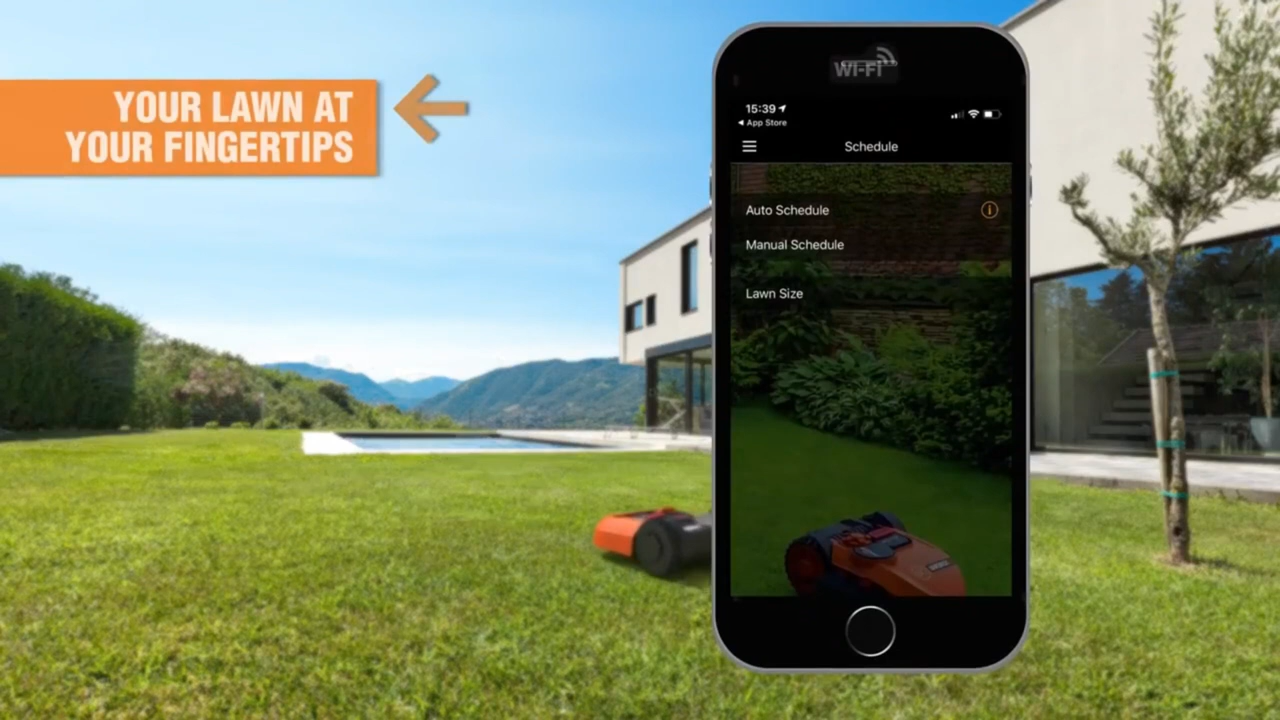 YOUR LAWN AT
YOUR FINGERTIPS
Wi-Fi
15:39
App Store
Schedule
Auto Schedule
Manual Schedule
Lawn Size